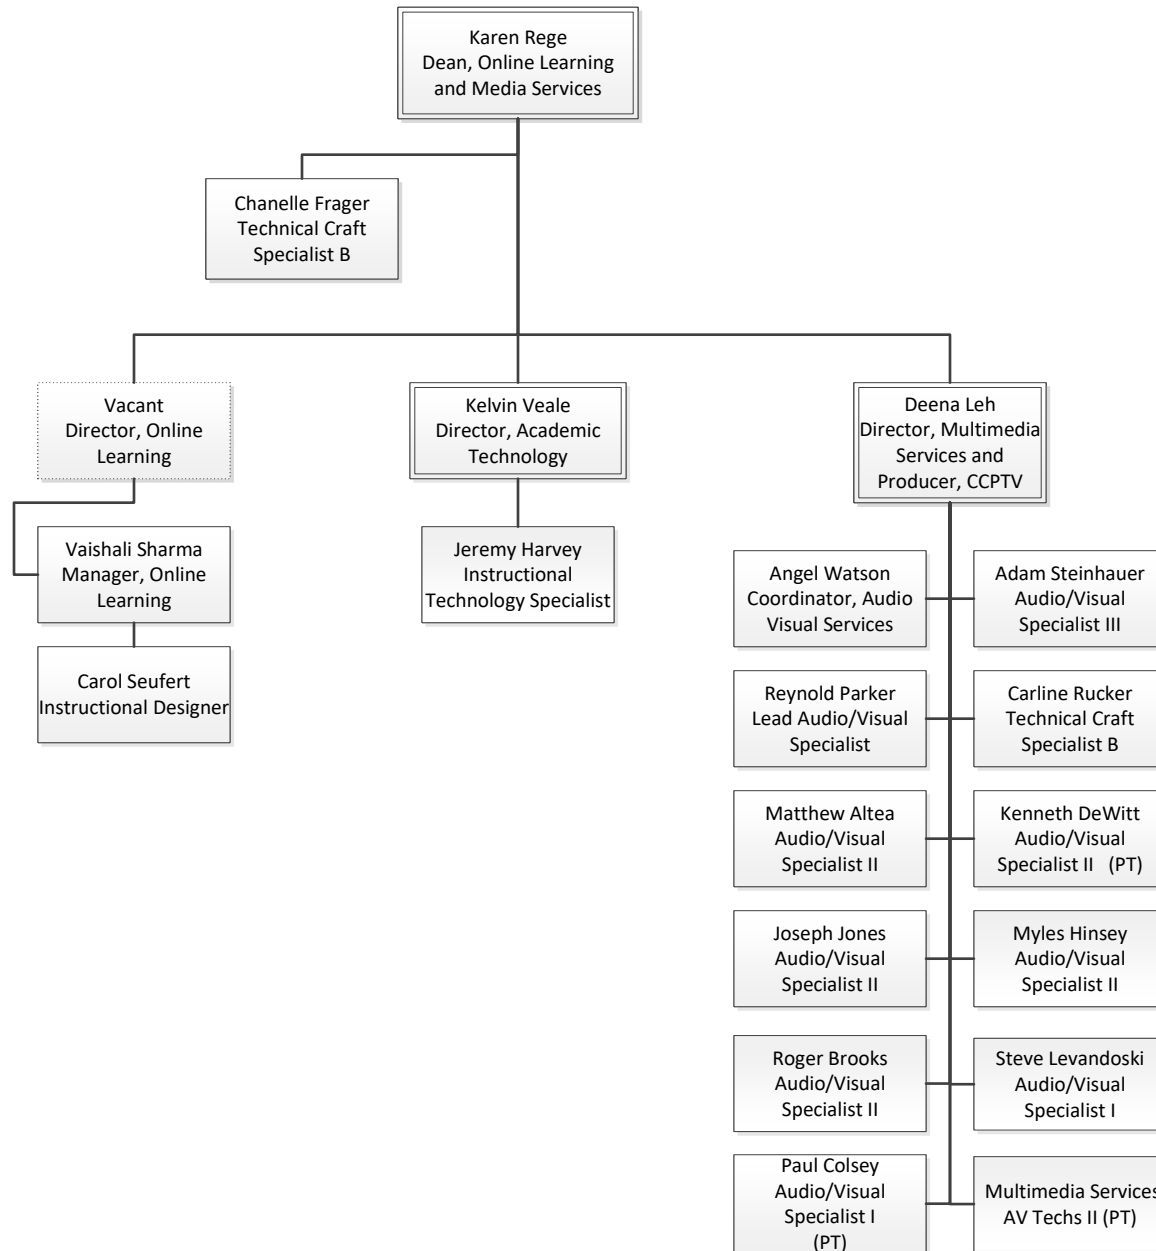 Karen Rege
Dean, Online Learning
and Media Services
Chanelle Frager
Technical Craft
Specialist B
Vacant
Director, Online
Learning
Kelvin Veale
Director, Academic
Technology
Deena Leh
Director, Multimedia
Services and
Producer, CCPTV
Vaishali Sharma
Manager, Online
Learning
Jeremy Harvey
Instructional
Technology Specialist
Carol Seufert
Instructional Designer
Angel Watson
Coordinator, Audio
Visual Services
Adam Steinhauer
Audio/Visual
Specialist III
Reynold Parker
Lead Audio/Visual
Specialist
Carline Rucker
Technical Craft
Specialist B
Matthew Altea
Audio/Visual
Specialist II
Kenneth DeWitt
Audio/Visual
Specialist II (PT)
Joseph Jones
Audio/Visual
Specialist II
Myles Hinsey
Audio/Visual
Specialist II
Roger Brooks
Audio/Visual
Specialist II
Steve Levandoski
Audio/Visual
Specialist I
Paul Colsey
Audio/Visual
Specialist I
(PT)
Multimedia Services
AV Techs II (PT)